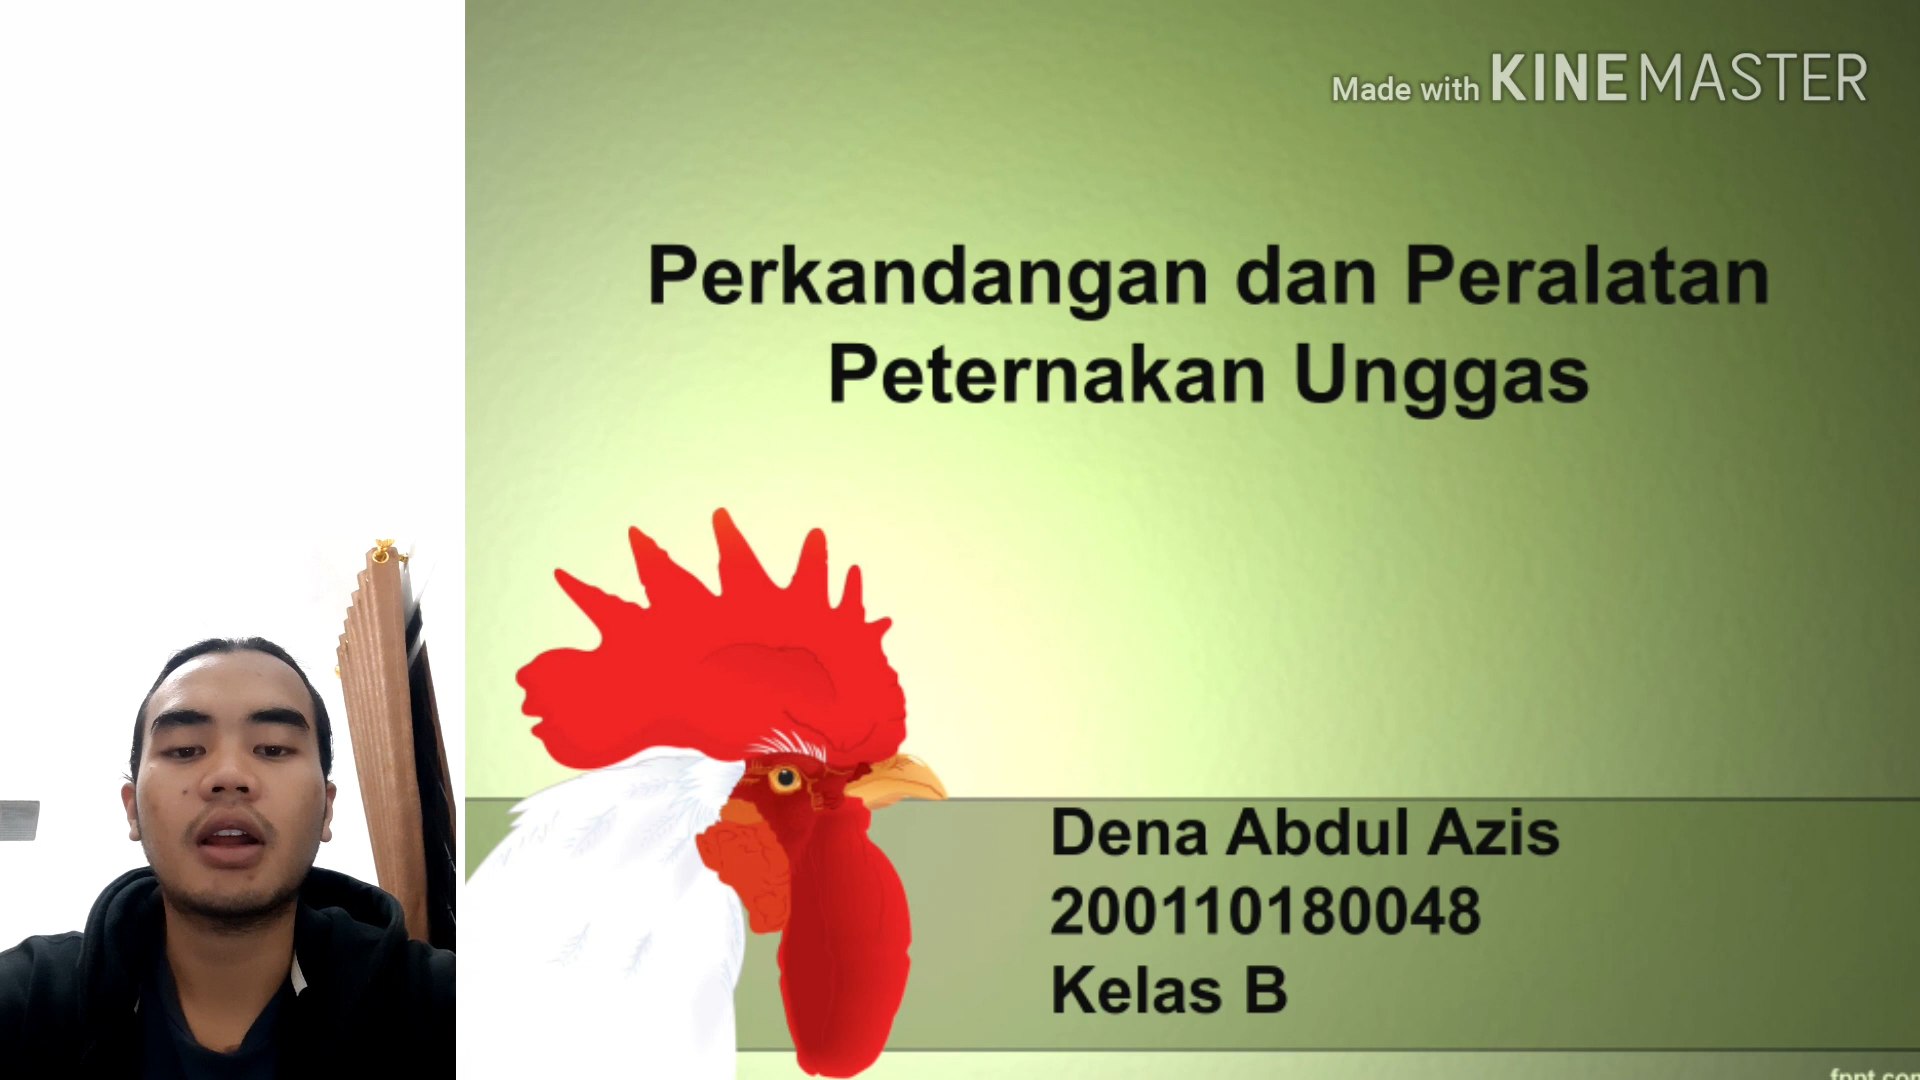 Made with KINEMASTER
Perkandangan dan Peralatan
Peternakan Unggas
Dena Abdul Azis
200110180048
Kelas B